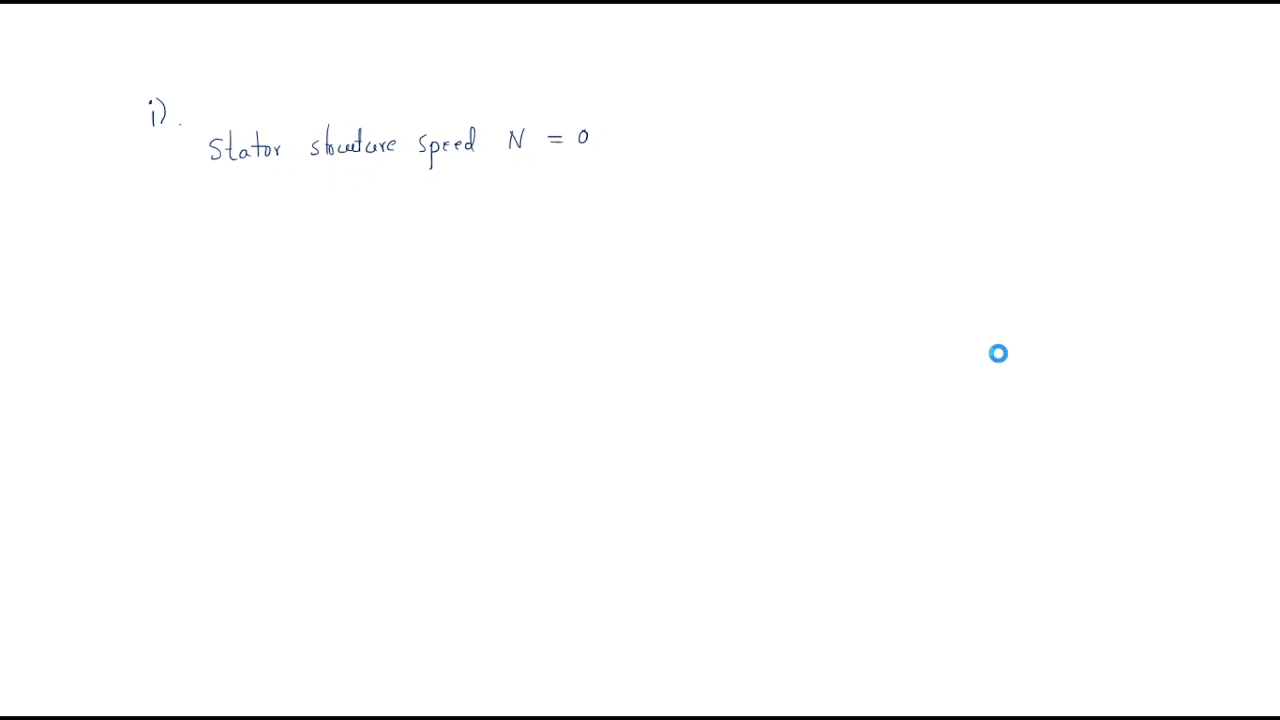 i).
Stator structure speed N = 0